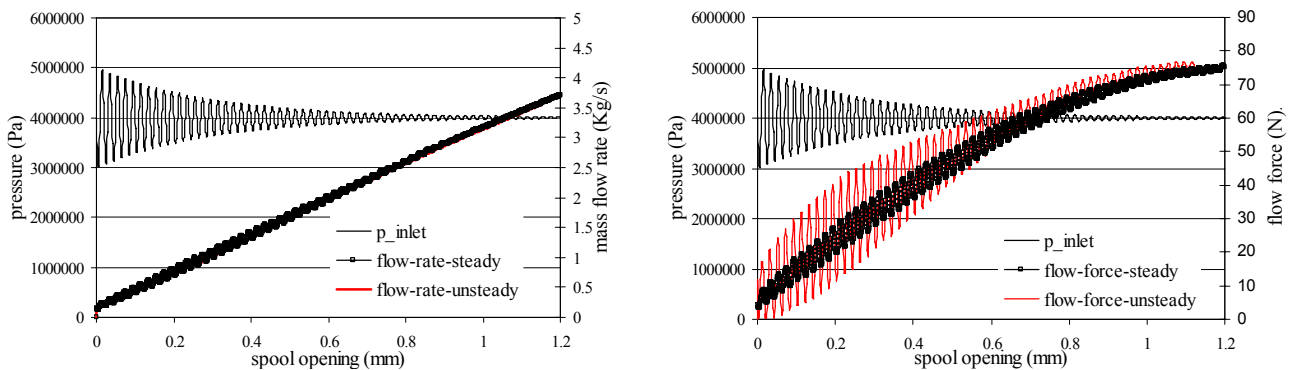 6000000
5000000
4000000
3000000
2000000
1000000
0
pressure (Pa)
5
4.5
4
3.5
3
2.5
2
1.5
1
0.5
0
mass flow rate (Kg/s)
p_inlet
flow-rate-steady
flow-rate-unsteady
0 0.2 0.4 0.6 0.8 1 1.2
spool opening (mm)
6000000
5000000
4000000
3000000
2000000
1000000
0
pressure (Pa)
90
80
70
60
50
40
30
20
10
0
flow force (N).
p_inlet
flow-force-steady
flow-force-unsteady
0 0.2 0.4 0.6 0.8 1 1.2
spool opening (mm)